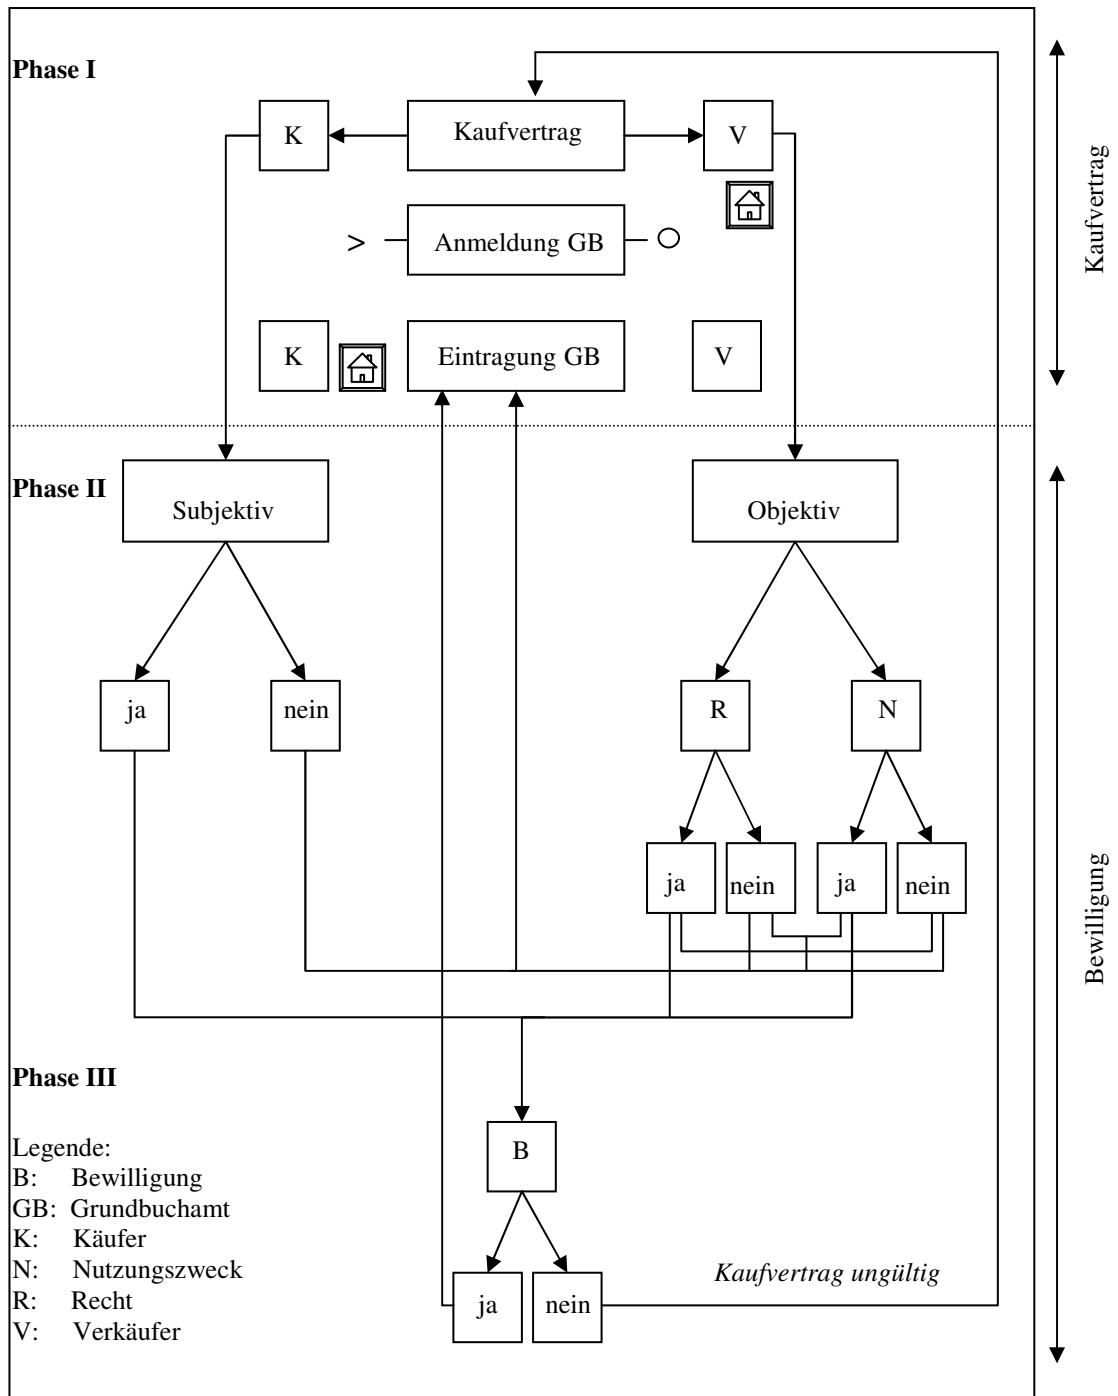 Phase I
K
Kaufvertrag
V
Kaufvertrag
>
Anmeldung GB
K
Eintragung GB
V
Phase II
Subjektiv
Objektiv
ja
nein
R
N
ja
nein
ja
nein
Bewilligung
Phase III
B
Legende:
B: Bewilligung
GB: Grundbuchamt
K: Käufer
N: Nutzungszweck
R: Recht
V: Verkäufer
Kaufvertrag ungültig
ja
nein